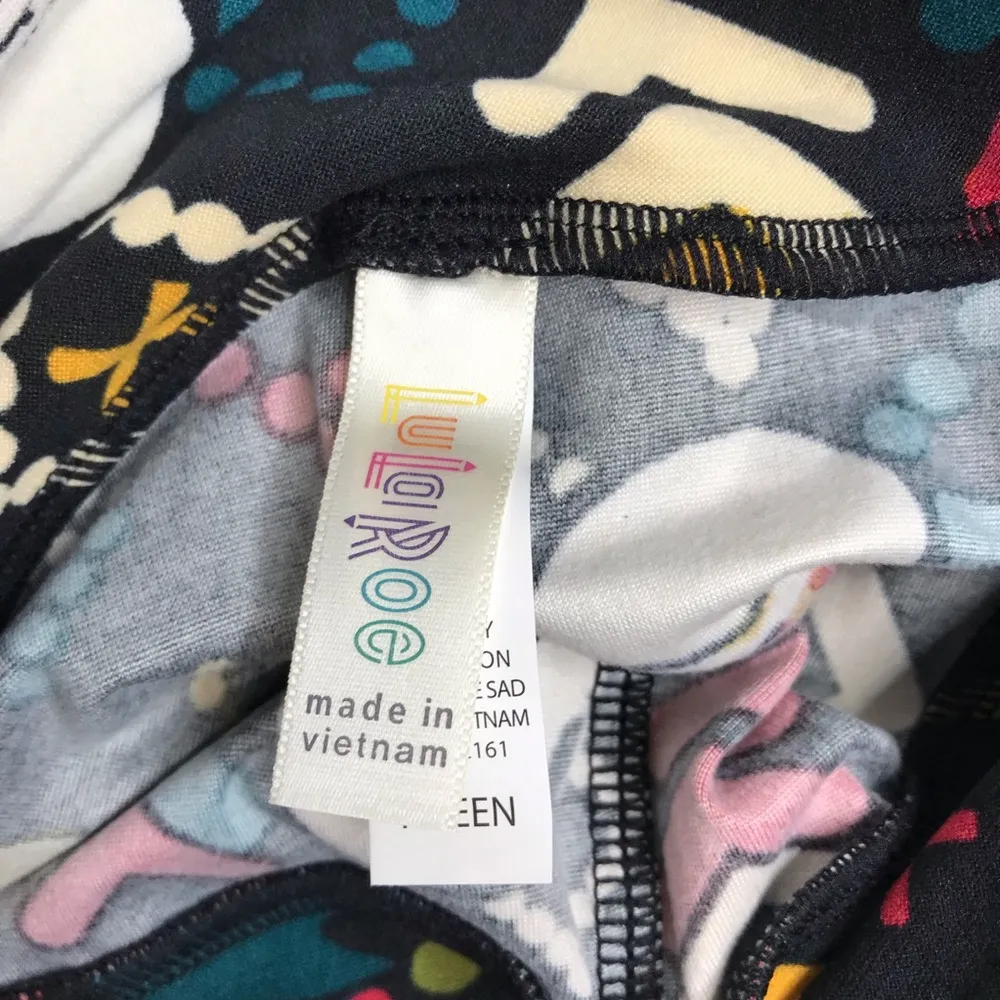 LuLaRoe
made in
vietnam
Y
ON
E SAD
TNAM
161
EEN